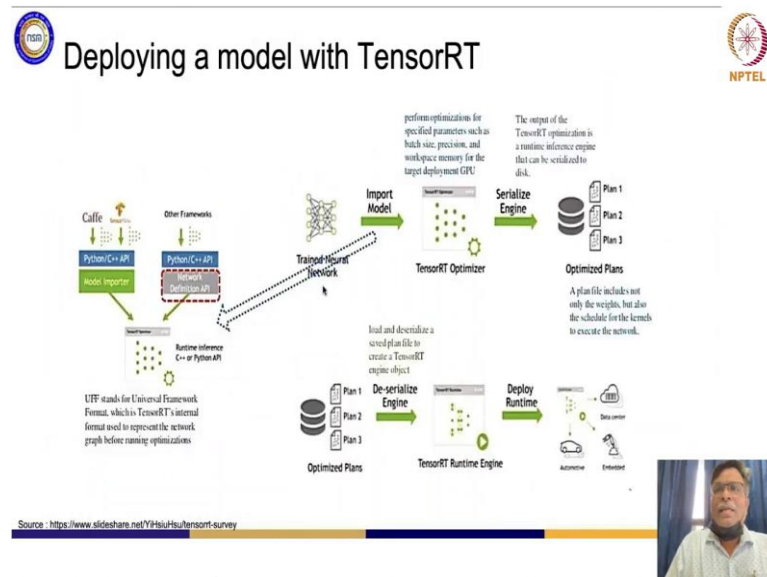 nsm
Deploying a model with TensorRT
NPTEL
Caffe
Other Frameworks
Python/C++ API
Python/C++ API
Model Importer
Network
Definition API
Runtime inference
C++ or Python API
UFF stands for Universal Framework
Format, which is TensorRT's internal
format used to represent the network
graph before running optimizations
Trained Neural
Network
Import
Model
perform optimizations for
specified parameters such as
batch size, precision, and
workspace memory for the
target deployment GPU
TensorRT Optimizer
Serialize
Engine
The output of the
TensorRT optimization is
a runtime inference engine
that can be serialized to
disk.
Plan 1
Plan 2
Plan 3
Optimized Plans
A plan file includes not
only the weights, but also
the schedule for the kernels
to execute the network.
load and deserialize a
saved plan file to
create a TensorRT
engine object
Plan 1
Plan 2
Plan 3
Optimized Plans
De-serialize
Engine
TensorRT Runtime Engine
Deploy
Runtime
Data center
Automotive
Embedded
Source : https://www.slideshare.net/YiHsiuHsu/tensorrt-survey